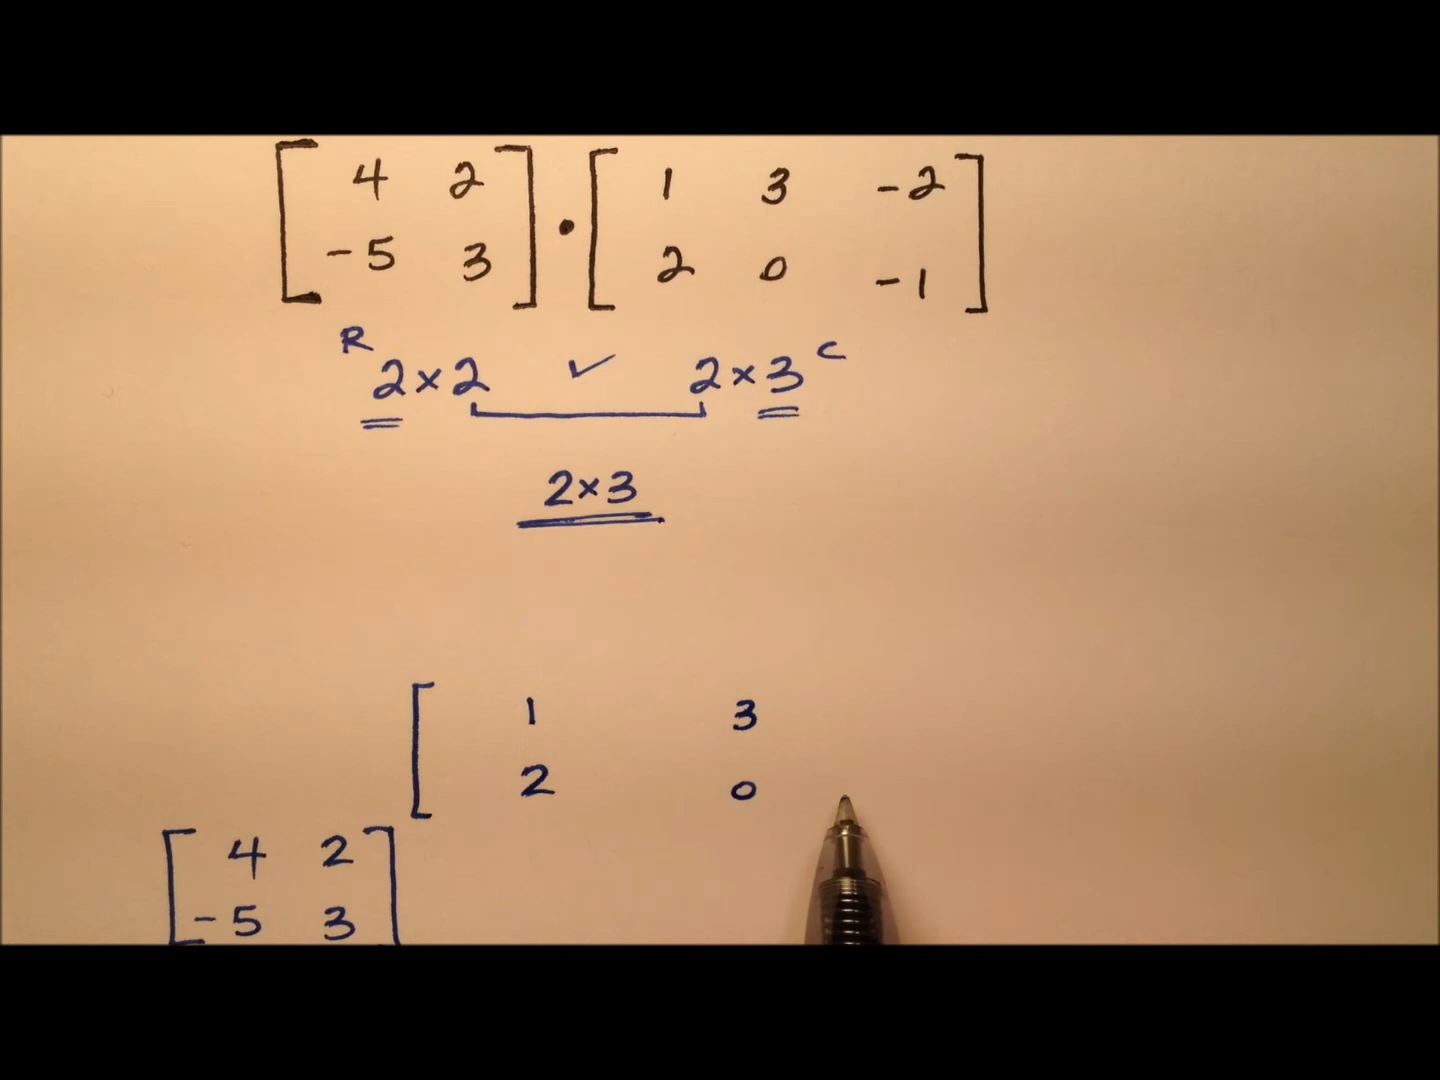 [ 4 2 ] · [ 1 3 -2 ]
[ -5 3 ] [ 2 0 -1 ]
R 2×2 ✓ 2×3 C
2×3
[ 1 3
2 0
[ 4 2 ]
[ -5 3 ]